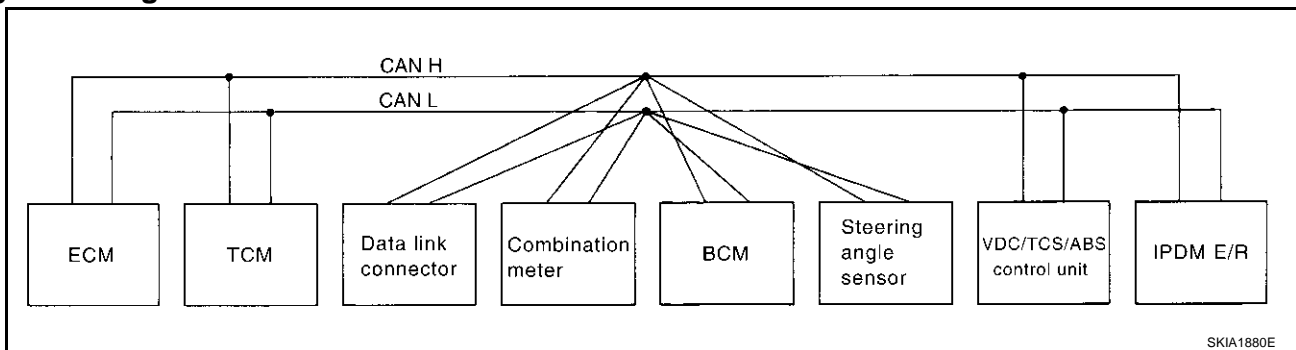 CAN H
CAN L
ECM
TCM
Data link
connector
Combination
meter
BCM
Steering
angle
sensor
VDC/TCS/ABS
control unit
IPDM E/R
SKIA1880E